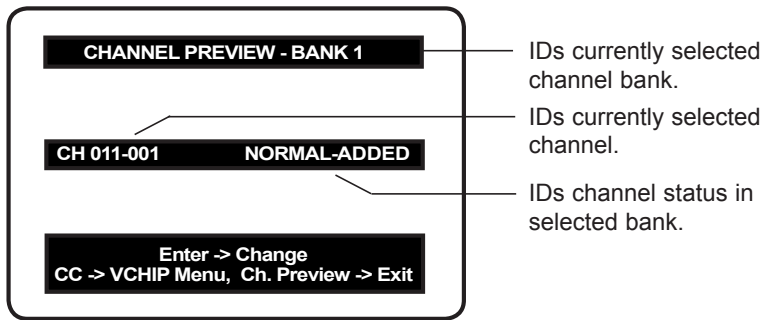 CHANNEL PREVIEW - BANK 1
IDs currently selected
channel bank.
IDs currently selected
channel.
CH 011-001 NORMAL-ADDED
IDs channel status in
selected bank.
Enter -> Change
CC -> VCHIP Menu, Ch. Preview -> Exit